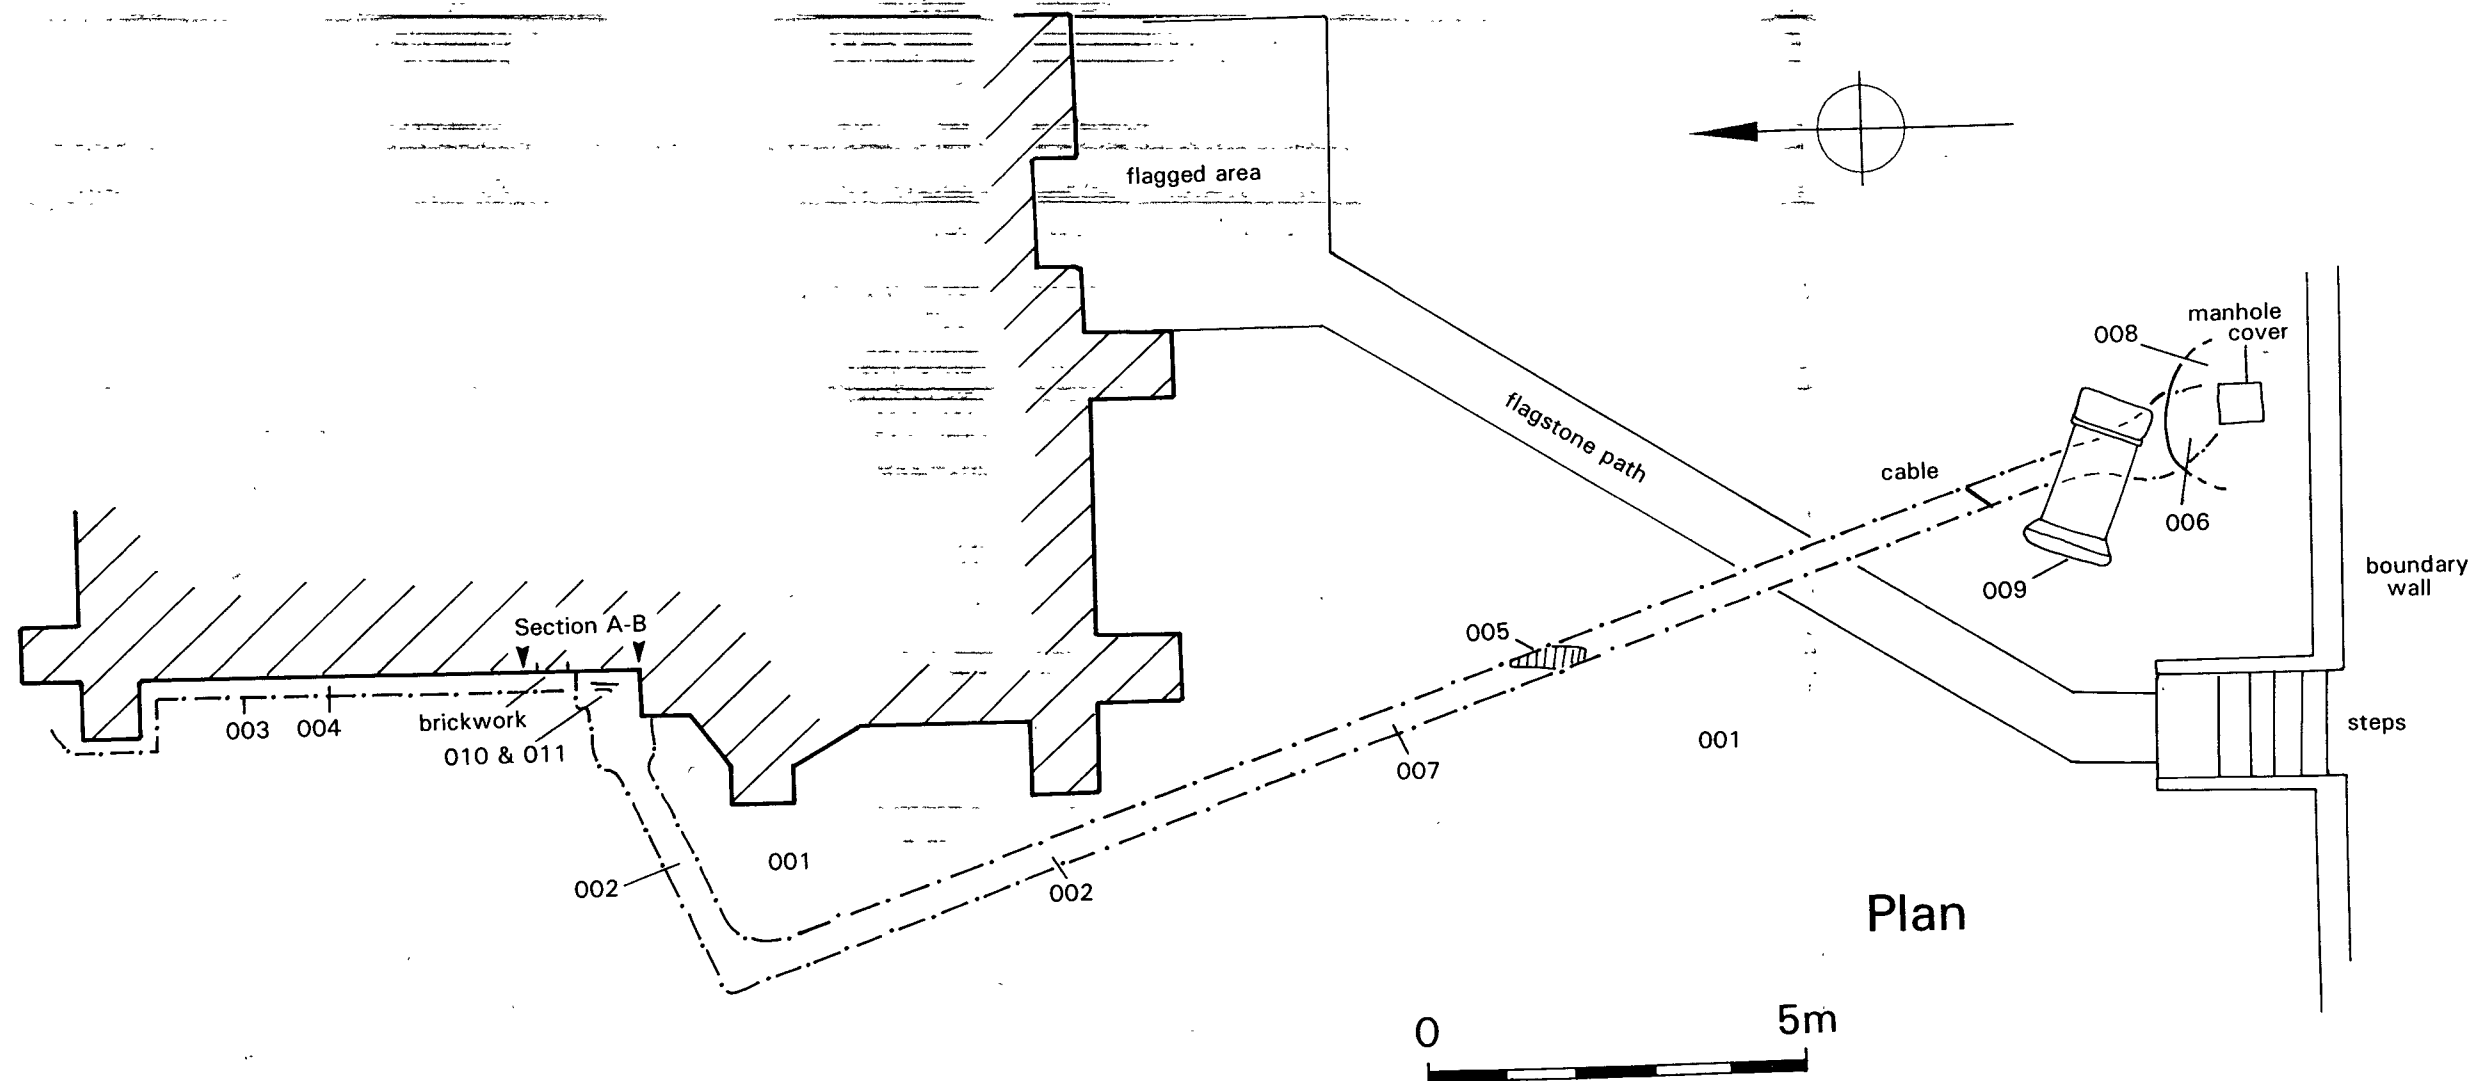 flagged area
manhole
cover
008
flagstone path
cable
006
boundary
wall
009
Section A-B
005
003
004
brickwork
010 & 011
steps
001
007
001
002
002
Plan
0
5m